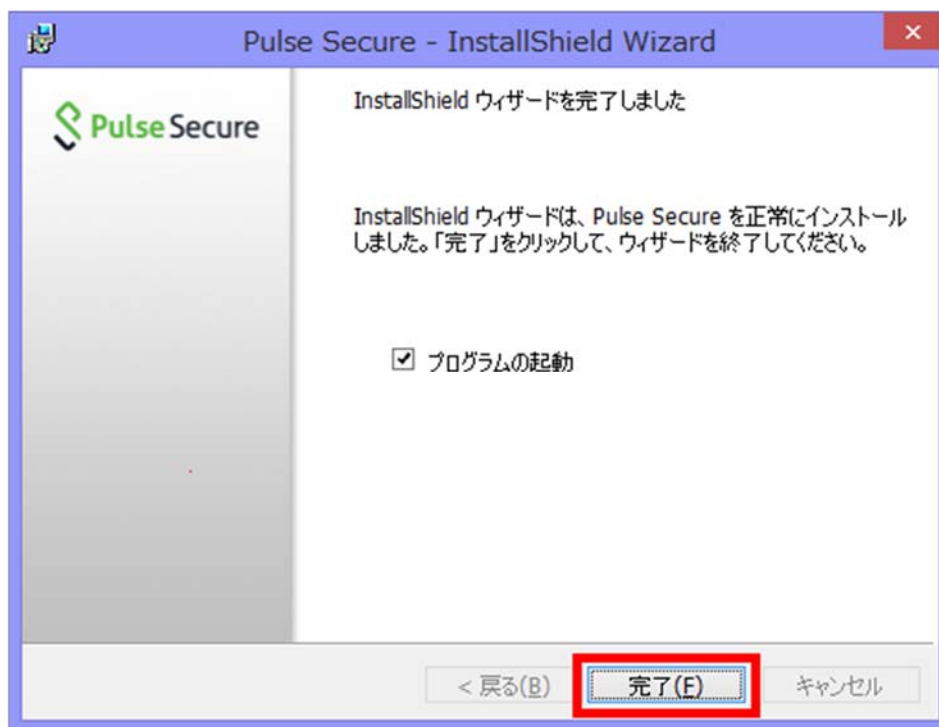 Pulse Secure - InstallShield Wizard
Pulse Secure
InstallShield ウィザードを完了しました
InstallShield ウィザードは、Pulse Secure を正常にインストール
しました。「完了」をクリックして、ウィザードを終了してください。
プログラムの起動
< 戻る(B)
完了(F)
キャンセル